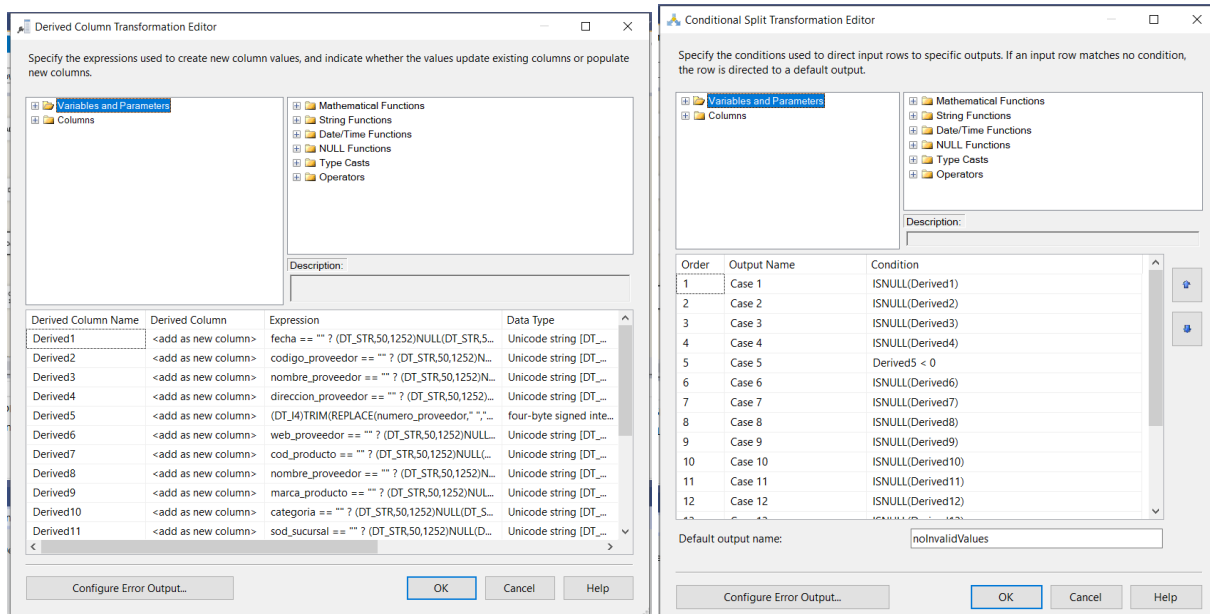 Derived Column Transformation Editor
Specify the expressions used to create new column values, and indicate whether the values update existing columns or populate
new columns.
Variables and Parameters
Columns
Mathematical Functions
String Functions
Date/Time Functions
NULL Functions
Type Casts
Operators
Description:
Derived Column Name Derived Column Expression Data Type
Derived1 <add as new column> fecha == "" ? (DT_STR,50,1252)NULL(DT_STR,5... Unicode string [DT_...
Derived2 <add as new column> codigo_proveedor == "" ? (DT_STR,50,1252)N... Unicode string [DT_...
Derived3 <add as new column> nombre_proveedor == "" ? (DT_STR,50,1252)N... Unicode string [DT_...
Derived4 <add as new column> direccion_proveedor == "" ? (DT_STR,50,1252)... Unicode string [DT_...
Derived5 <add as new column> (DT_I4)TRIM(REPLACE(numero_proveedor," ","... four-byte signed inte...
Derived6 <add as new column> web_proveedor == "" ? (DT_STR,50,1252)NULL... Unicode string [DT_...
Derived7 <add as new column> cod_producto == "" ? (DT_STR,50,1252)NULL(... Unicode string [DT_...
Derived8 <add as new column> nombre_proveedor == "" ? (DT_STR,50,1252)N... Unicode string [DT_...
Derived9 <add as new column> marca_producto == "" ? (DT_STR,50,1252)NUL... Unicode string [DT_...
Derived10 <add as new column> categoria == "" ? (DT_STR,50,1252)NULL(DT_S... Unicode string [DT_...
Derived11 <add as new column> sod_sucursal == "" ? (DT_STR,50,1252)NULL(D... Unicode string [DT_...
Configure Error Output... OK Cancel Help
Conditional Split Transformation Editor
Specify the conditions used to direct input rows to specific outputs. If an input row matches no condition,
the row is directed to a default output.
Variables and Parameters
Columns
Mathematical Functions
String Functions
Date/Time Functions
NULL Functions
Type Casts
Operators
Description:
Order Output Name Condition
1 Case 1 ISNULL(Derived1)
2 Case 2 ISNULL(Derived2)
3 Case 3 ISNULL(Derived3)
4 Case 4 ISNULL(Derived4)
5 Case 5 Derived5 < 0
6 Case 6 ISNULL(Derived6)
7 Case 7 ISNULL(Derived7)
8 Case 8 ISNULL(Derived8)
9 Case 9 ISNULL(Derived9)
10 Case 10 ISNULL(Derived10)
11 Case 11 ISNULL(Derived11)
12 Case 12 ISNULL(Derived12)
Default output name: noInvalidValues
Configure Error Output... OK Cancel Help